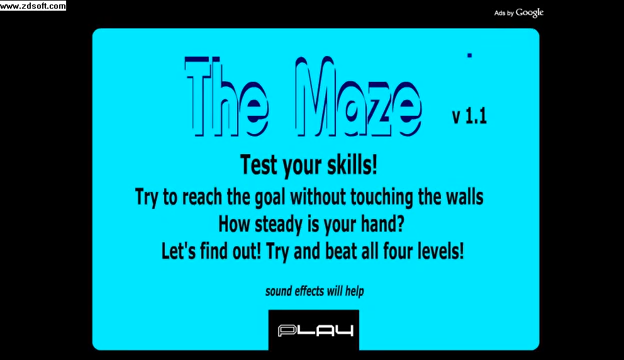 www.zdsoft.com
Ads by Google
The Maze
v 1.1
Test your skills!
Try to reach the goal without touching the walls
How steady is your hand?
Let's find out! Try and beat all four levels!
sound effects will help
PLAY